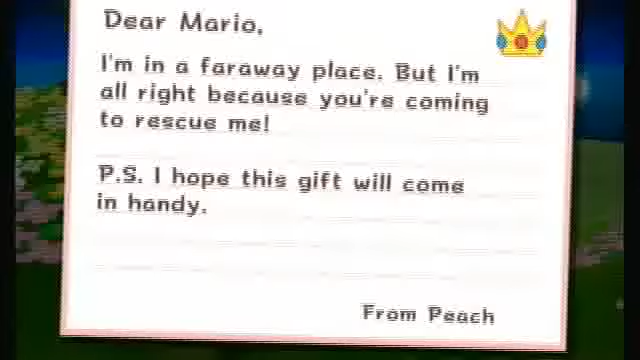 Dear Mario,
I'm in a faraway place. But I'm
all right because you're coming
to rescue me!
P.S. I hope this gift will come
in handy.
From Peach